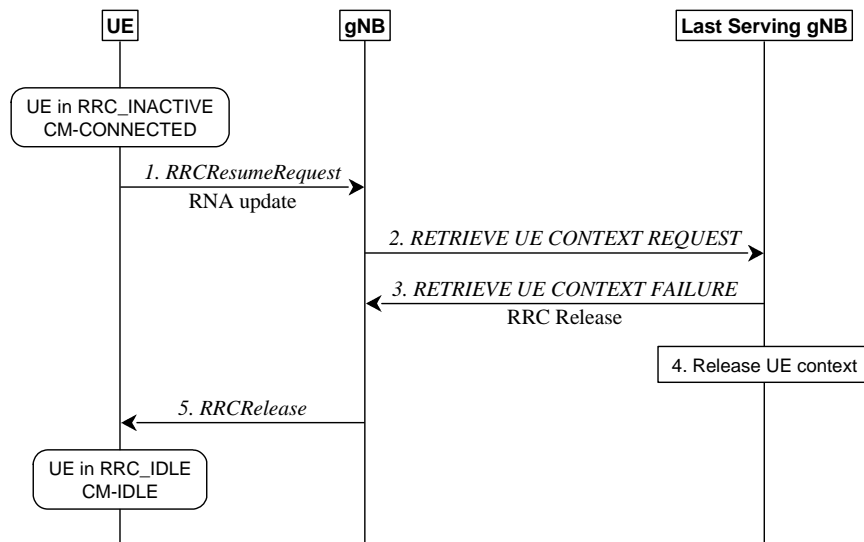 UE
gNB
Last Serving gNB
UE in RRC_INACTIVE
CM-CONNECTED
1. RRCResumeRequest
RNA update
2. RETRIEVE UE CONTEXT REQUEST
3. RETRIEVE UE CONTEXT FAILURE
RRC Release
4. Release UE context
5. RRCRelease
UE in RRC_IDLE
CM-IDLE